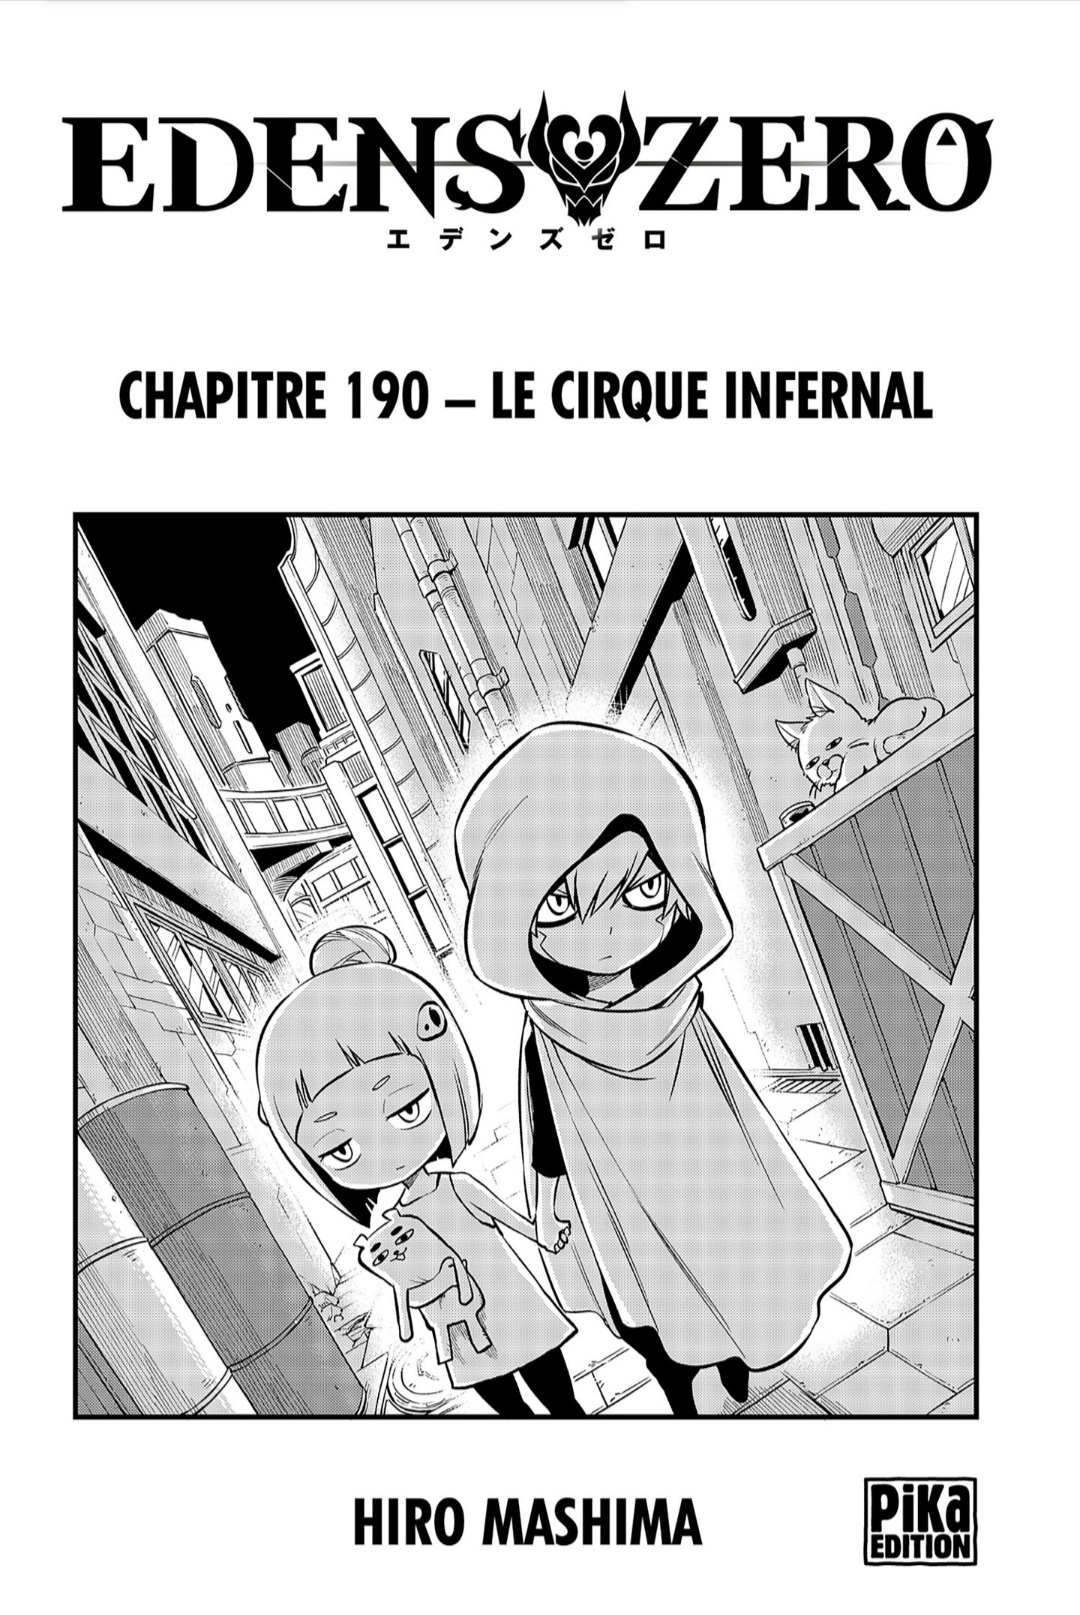 EDENS ZERO
エデンズゼロ
CHAPITRE 190 – LE CIRQUE INFERNAL
HIRO MASHIMA
PiKa
EDITION